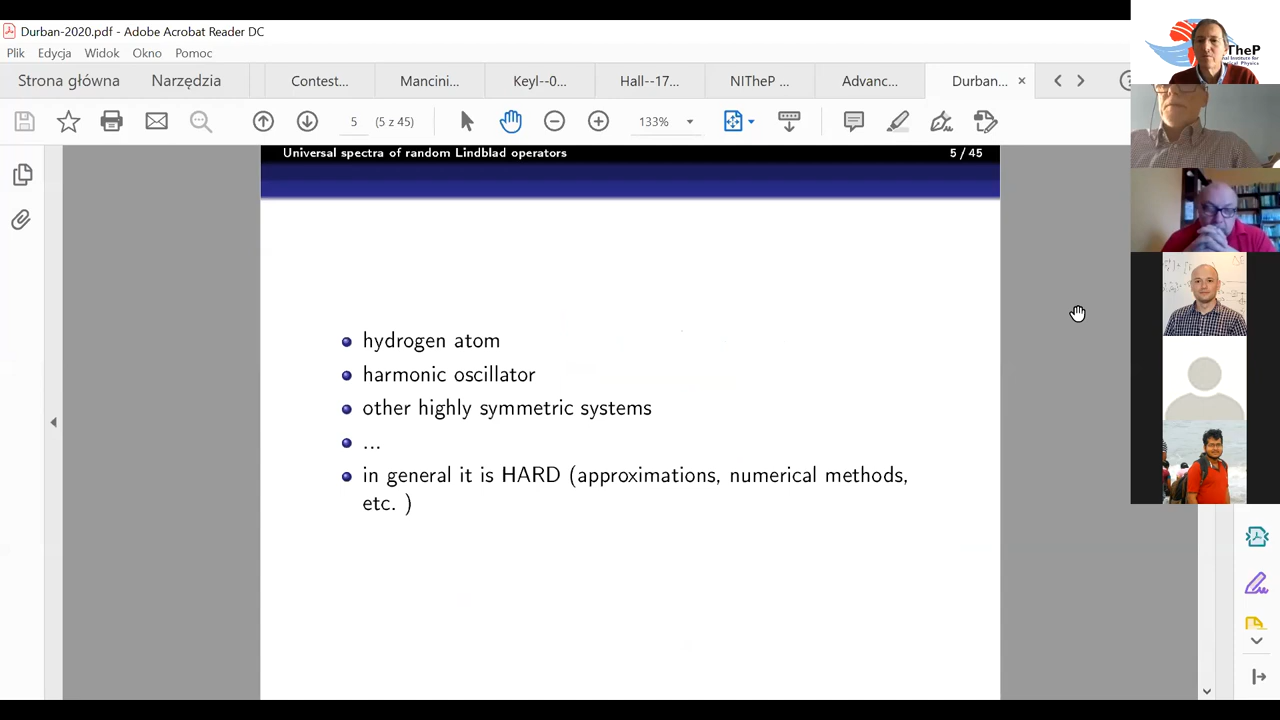 Durban-2020.pdf - Adobe Acrobat Reader DC
Plik Edycja Widok Okno Pomoc
Strona główna Narzędzia Contest... Marcini... Keyl--0... Hall--17... NITheP ... Advanc... Durban...
5 (5 z 45) 133%
Universal spectra of random Lindblad operators 5 / 45
hydrogen atom
harmonic oscillator
other highly symmetric systems
...
in general it is HARD (approximations, numerical methods,
etc. )
TheP